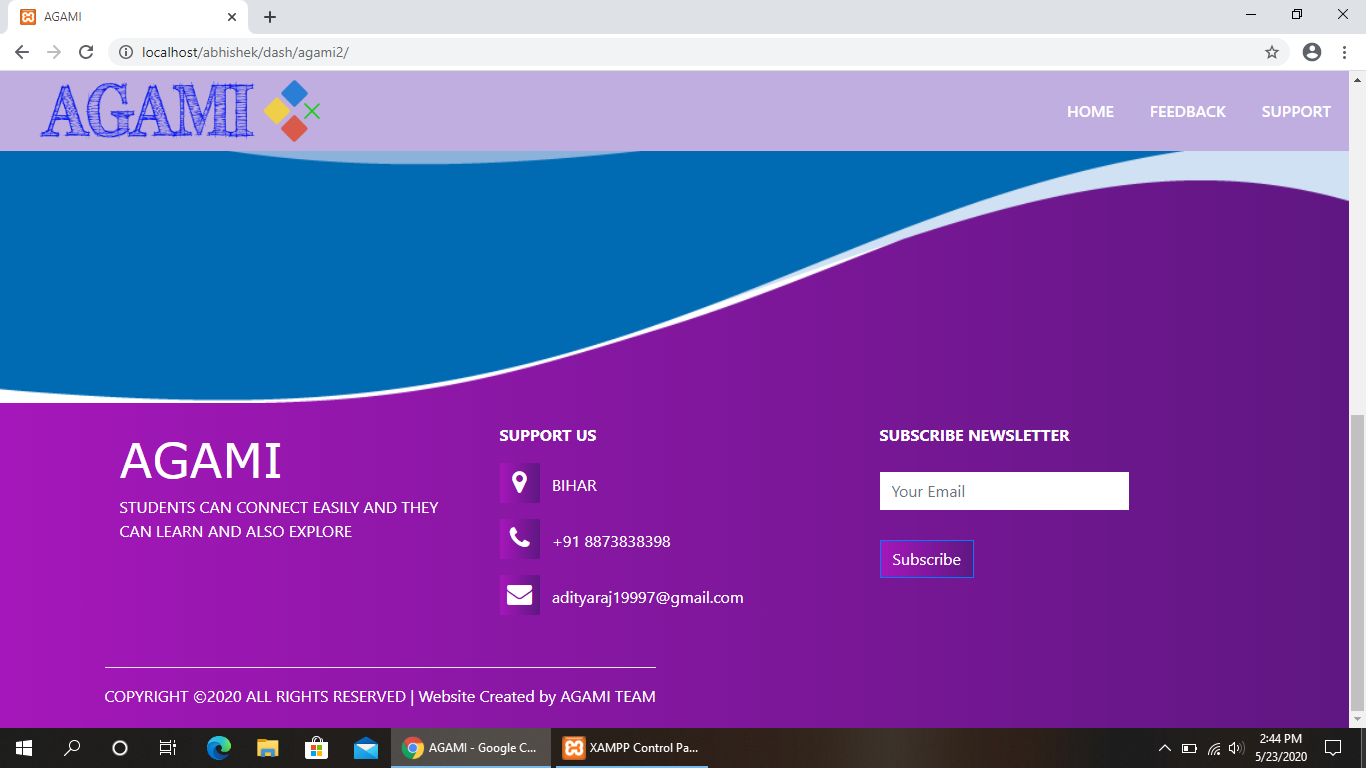 AGAMI
localhost/abhishek/dash/agami2/
AGAMI
HOME FEEDBACK SUPPORT
AGAMI
STUDENTS CAN CONNECT EASILY AND THEY
CAN LEARN AND ALSO EXPLORE
SUPPORT US
BIHAR
+91 8873838398
adityaraj19997@gmail.com
SUBSCRIBE NEWSLETTER
Your Email
Subscribe
COPYRIGHT ©2020 ALL RIGHTS RESERVED | Website Created by AGAMI TEAM
AGAMI - Google C...
XAMPP Control Pa...
2:44 PM
5/23/2020